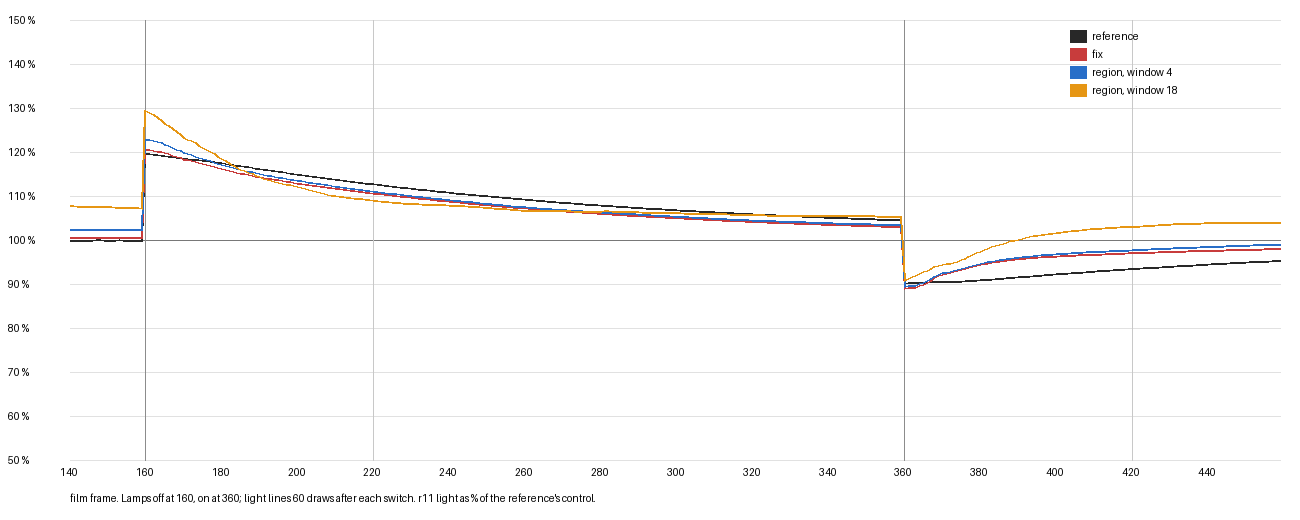 150 %
140 %
130 %
120 %
110 %
100 %
90 %
80 %
70 %
60 %
50 %
reference
fix
region, window 4
region, window 18
140 160 180 200 220 240 260 280 300 320 340 360 380 400 420 440
film frame. Lamps off at 160, on at 360; light lines 60 draws after each switch. r11 light as % of the reference's control.